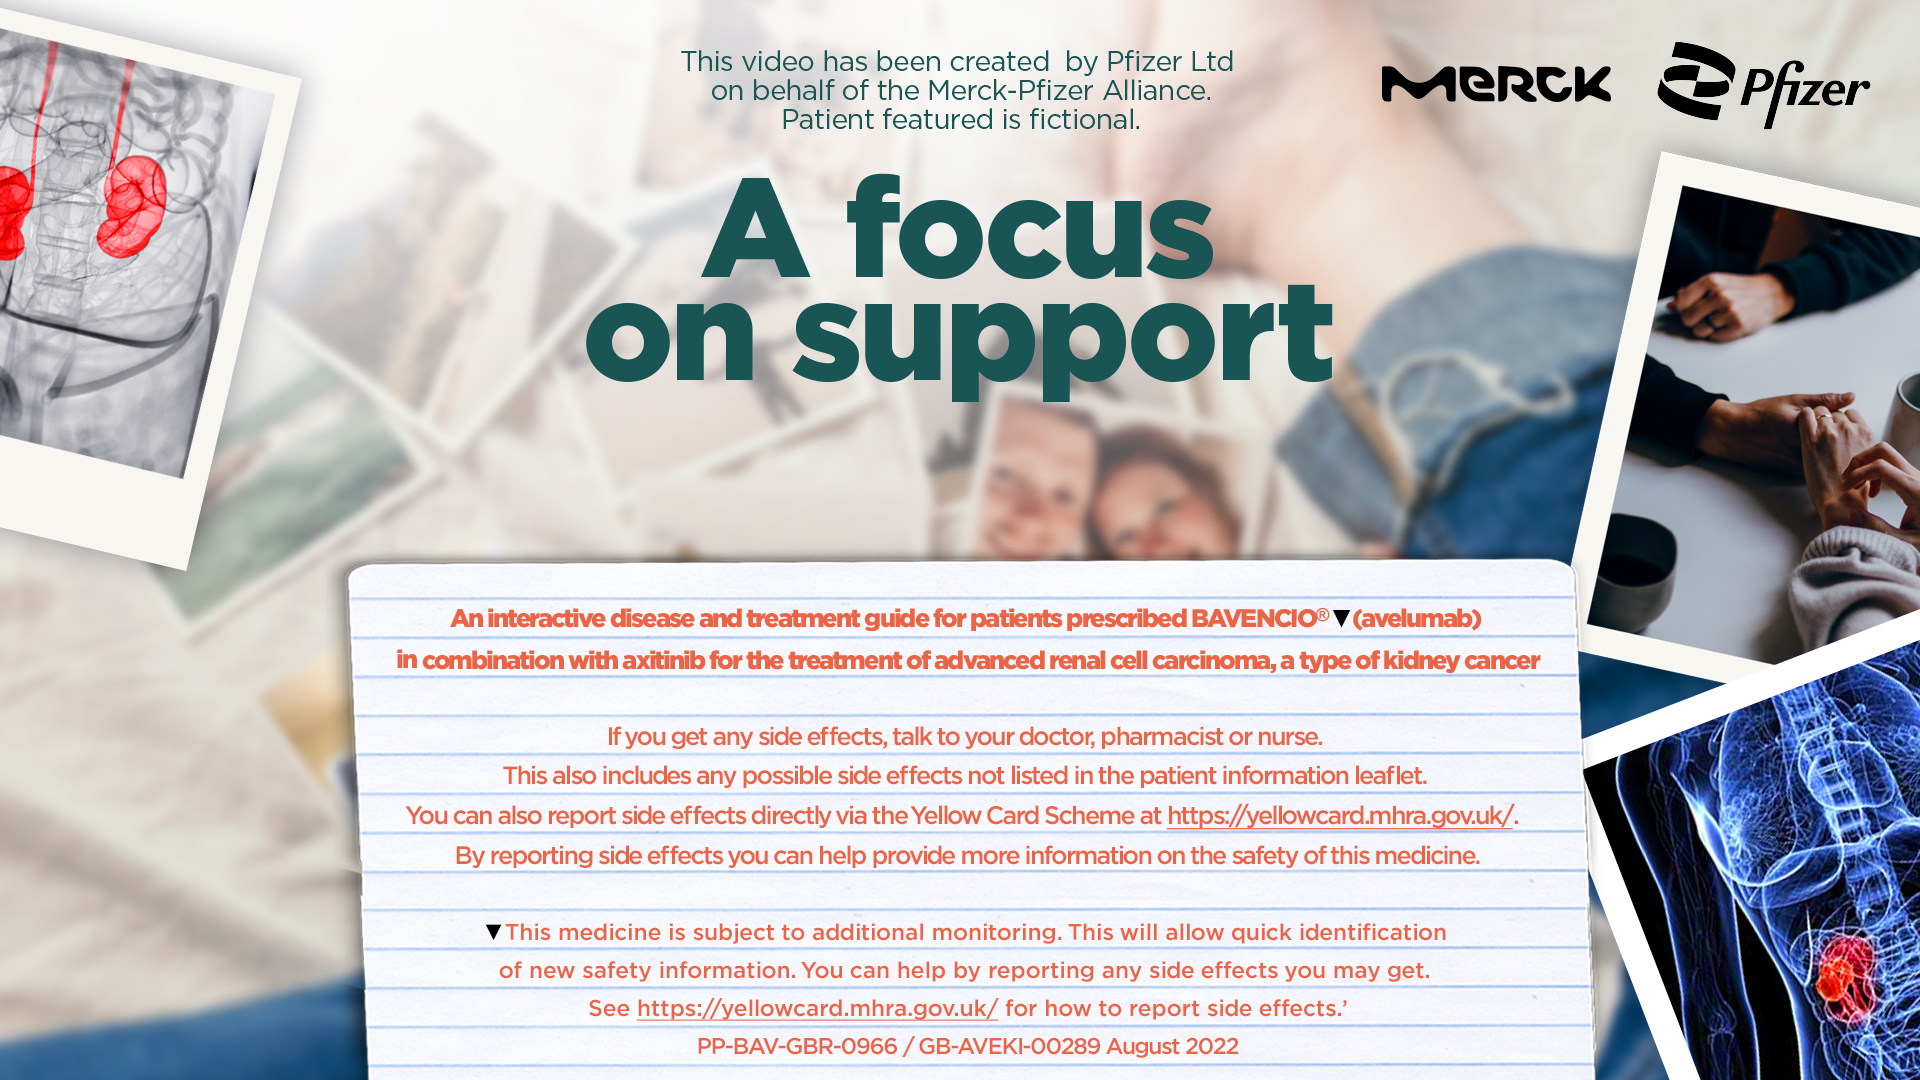 This video has been created by Pfizer Ltd
on behalf of the Merck-Pfizer Alliance.
Patient featured is fictional.
MERCK
Pfizer
A focus
on support
An interactive disease and treatment guide for patients prescribed BAVENCIO®▼(avelumab)
in combination with axitinib for the treatment of advanced renal cell carcinoma, a type of kidney cancer
If you get any side effects, talk to your doctor, pharmacist or nurse.
This also includes any possible side effects not listed in the patient information leaflet.
You can also report side effects directly via the Yellow Card Scheme at https://yellowcard.mhra.gov.uk/.
By reporting side effects you can help provide more information on the safety of this medicine.
▼This medicine is subject to additional monitoring. This will allow quick identification
of new safety information. You can help by reporting any side effects you may get.
See https://yellowcard.mhra.gov.uk/ for how to report side effects.’
PP-BAV-GBR-0966 / GB-AVEKI-00289 August 2022